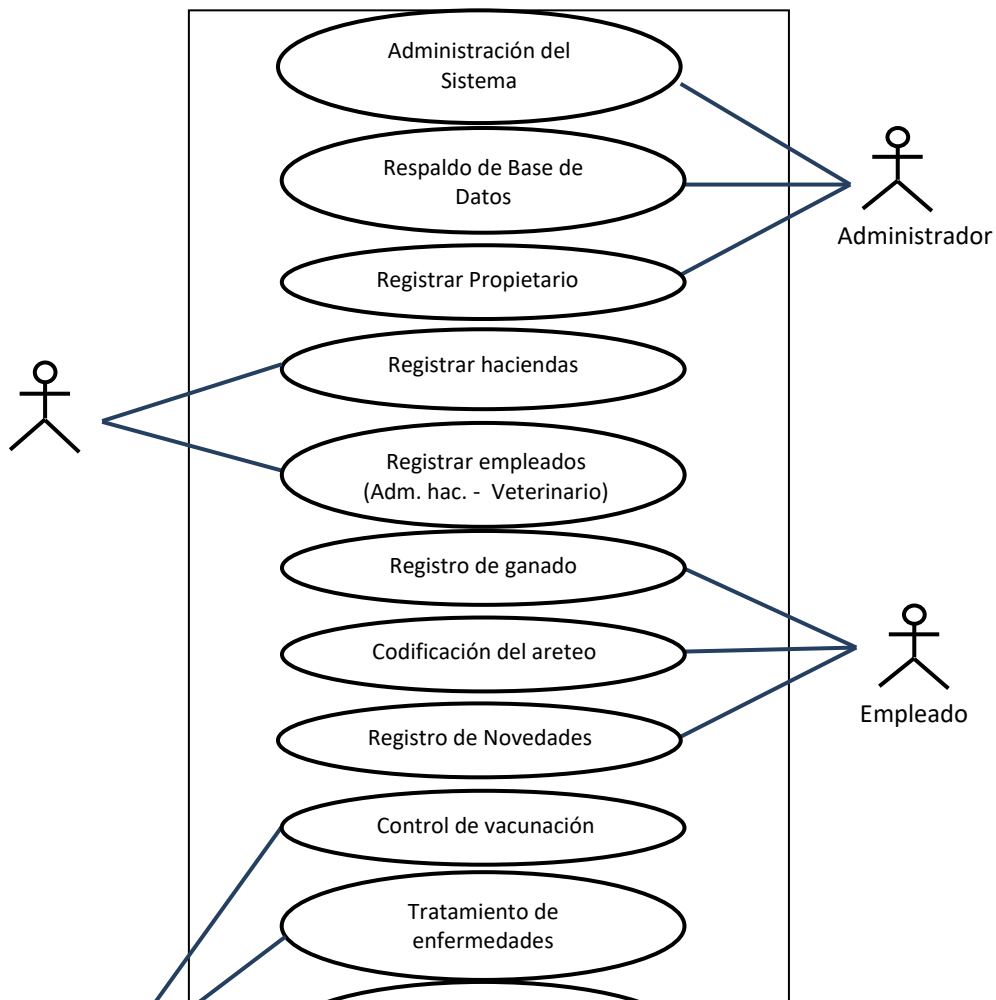 Administración del
Sistema
Respaldo de Base de
Datos
Administrador
Registrar Propietario
Registrar haciendas
Registrar empleados
(Adm. hac. - Veterinario)
Registro de ganado
Codificación del areteo
Empleado
Registro de Novedades
Control de vacunación
Tratamiento de
enfermedades